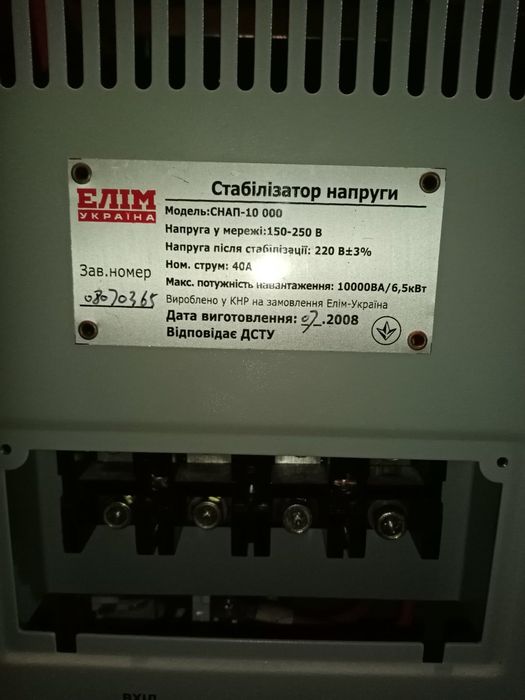 ЕЛІМ
УКРАЇНА
Зав.номер
08070365
Стабілізатор напруги
Модель:СНАП-10 000
Напруга у мережі:150-250 В
Напруга після стабілізації: 220 В±3%
Ном. струм: 40А
Макс. потужність навантаження: 10000ВА/6,5кВт
Вироблено у КНР на замовлення Елім-Україна
Дата виготовлення: 07.2008
Відповідає ДСТУ
ВХІД